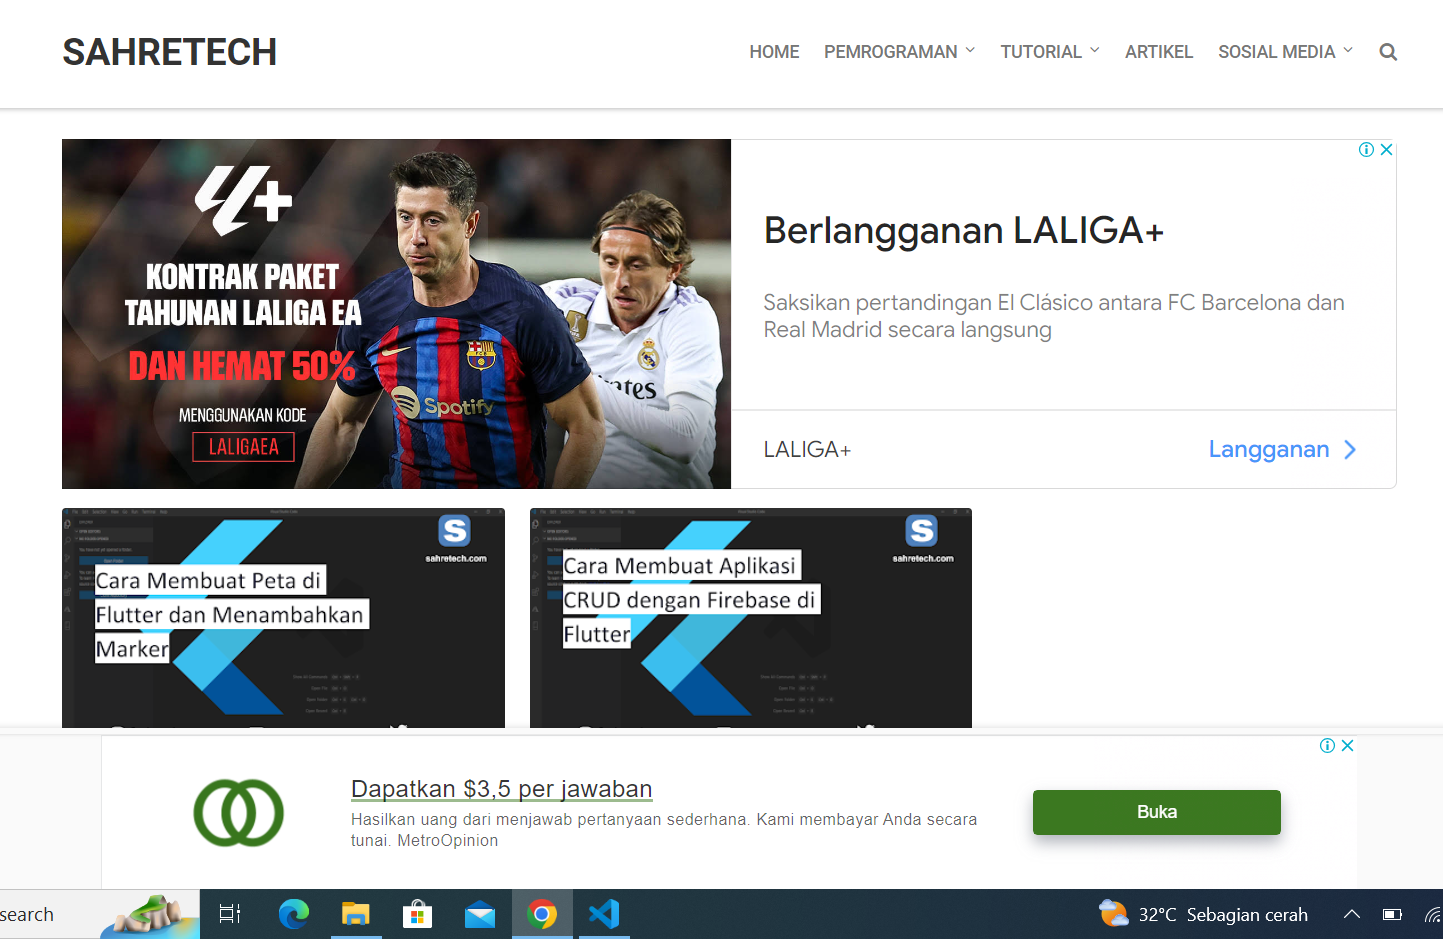 SAHRETECH
HOME
PEMROGRAMAN
TUTORIAL
ARTIKEL
SOSIAL MEDIA
KONTRAK PAKET
TAHUNAN LALIGA EA
DAN HEMAT 50%
MENGGUNAKAN KODE
LALIGAEA
Spotify
Berlangganan LALIGA+
Saksikan pertandingan El Clásico antara FC Barcelona dan
Real Madrid secara langsung
LALIGA+
Langganan
S
sahretech.com
Cara Membuat Peta di
Flutter dan Menambahkan
Marker
S
sahretech.com
Cara Membuat Aplikasi
CRUD dengan Firebase di
Flutter
Dapatkan $3,5 per jawaban
Hasilkan uang dari menjawab pertanyaan sederhana. Kami membayar Anda secara
tunai. MetroOpinion
Buka
search
32°C Sebagian cerah